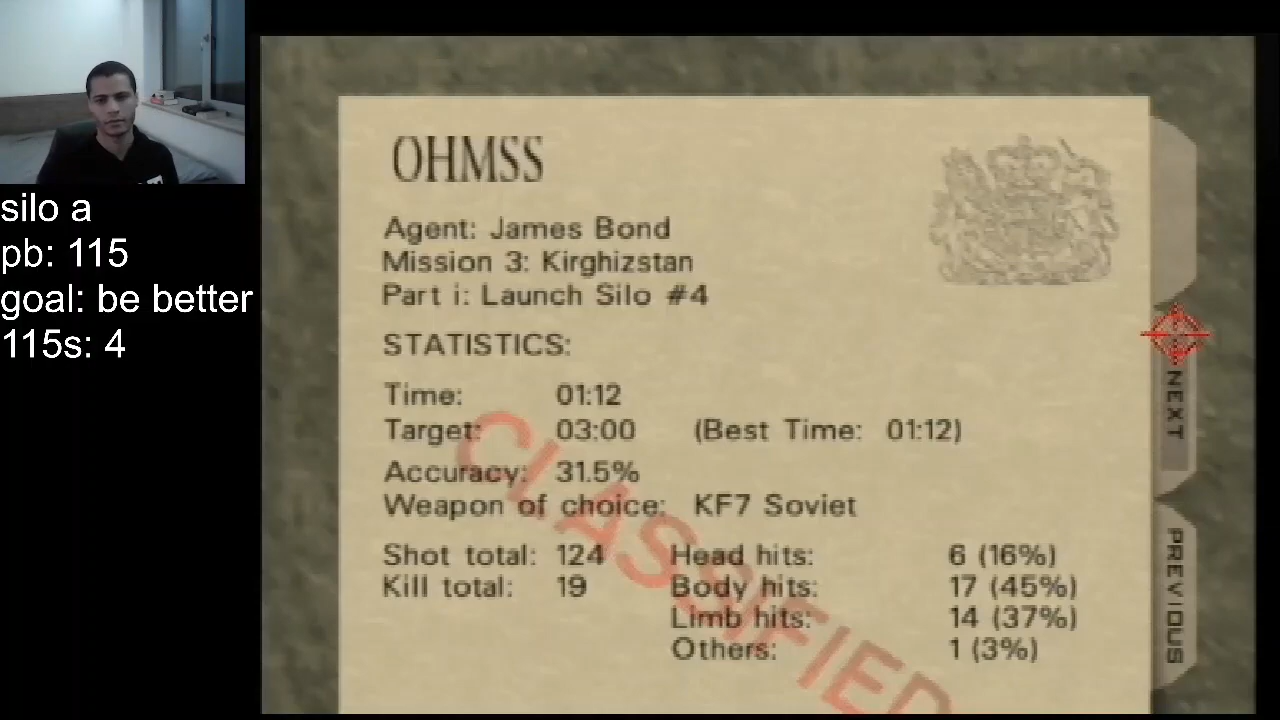 silo a
pb: 115
goal: be better
115s: 4
OHMSS
Agent: James Bond
Mission 3: Kirghizstan
Part i: Launch Silo #4
STATISTICS:
Time: 01:12
Target: 03:00 (Best Time: 01:12)
Accuracy: 31.5%
Weapon of choice: KF7 Soviet
Shot total: 124 Head hits: 6 (16%)
Kill total: 19 Body hits: 17 (45%)
Limb hits: 14 (37%)
Others: 1 (3%)
CLASSIFIED
NEXT
PREVIOUS